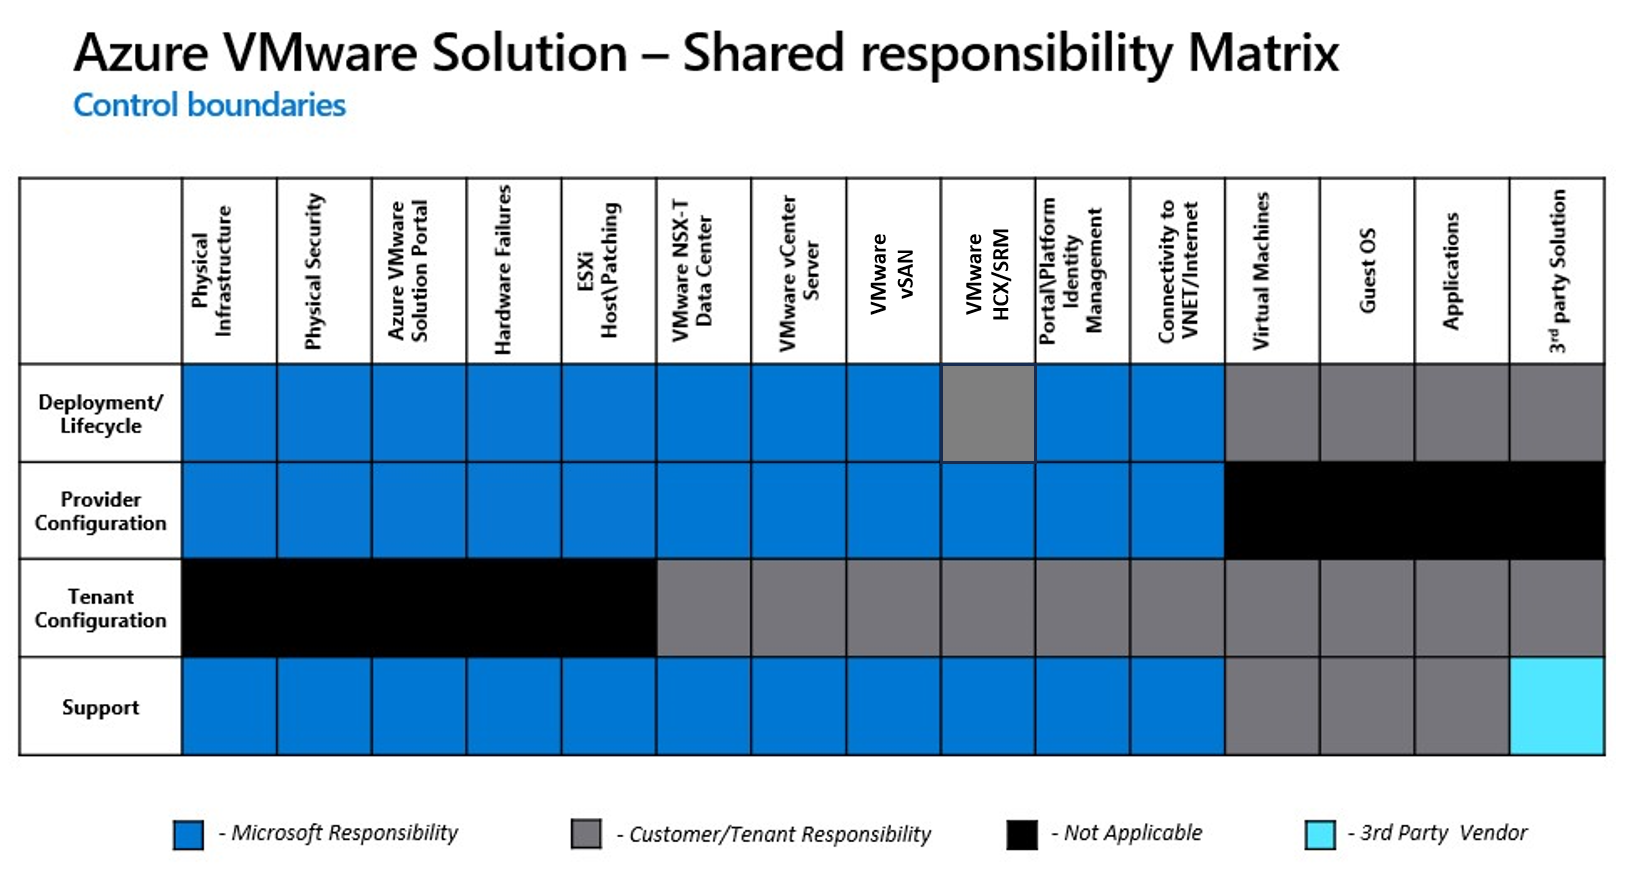 Azure VMware Solution – Shared responsibility Matrix
Control boundaries
Physical
Infrastructure
Physical Security
Azure VMware
Solution Portal
Hardware Failures
ESXi
Host\Patching
VMware NSX-T
Data Center
VMware vCenter
Server
VMware
vSAN
VMware
HCX/SRM
Portal\Platform
Identity
Management
Connectivity to
VNET/Internet
Virtual Machines
Guest OS
Applications
3rd party Solution
Deployment/
Lifecycle
Provider
Configuration
Tenant
Configuration
Support
- Microsoft Responsibility
- Customer/Tenant Responsibility
- Not Applicable
- 3rd Party Vendor